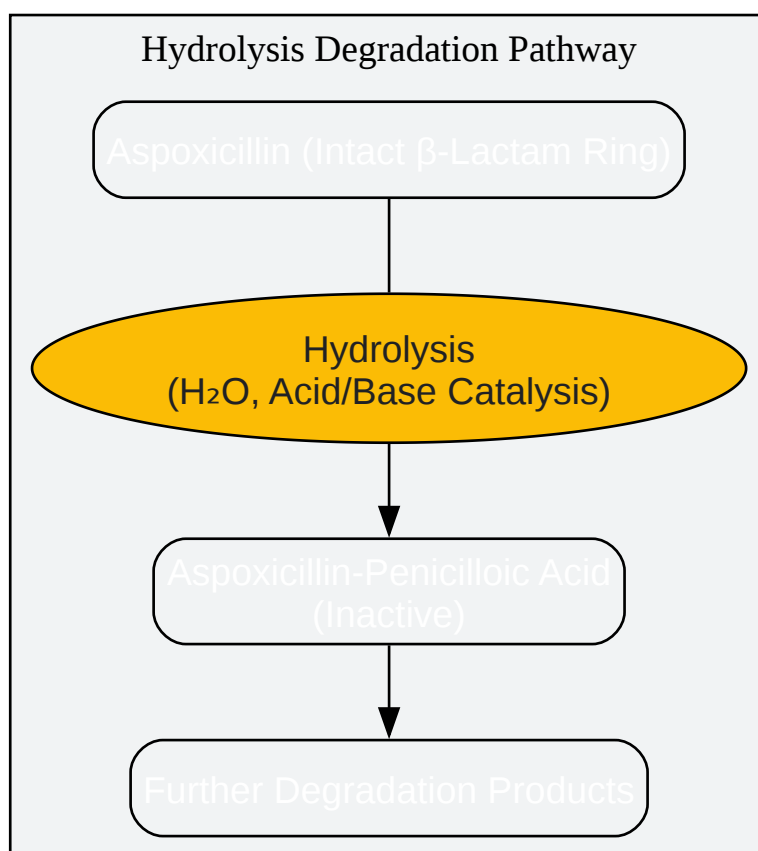 Hydrolysis Degradation Pathway
Aspoxicillin (Intact β-Lactam Ring)
Hydrolysis
(H₂O, Acid/Base Catalysis)
Aspoxicillin-Penicilloic Acid
(Inactive)
Further Degradation Products